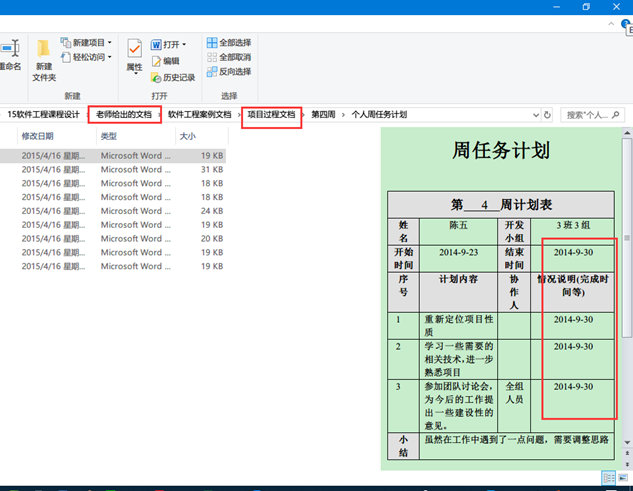 重命名
新建
文件夹
新建项目
轻松访问
新建
属性
打开
编辑
历史记录
打开
全部选择
全部取消
反向选择
选择
15软件工程课程设计 老师给出的文档 软件工程案例文档 项目过程文档 第四周 个人周任务计划
搜索"个人...
修改日期 类型 大小
2015/4/16 星期... Microsoft Word ... 19 KB
2015/4/16 星期... Microsoft Word ... 31 KB
2015/4/16 星期... Microsoft Word ... 18 KB
2015/4/16 星期... Microsoft Word ... 18 KB
2015/4/16 星期... Microsoft Word ... 24 KB
2015/4/16 星期... Microsoft Word ... 19 KB
2015/4/16 星期... Microsoft Word ... 20 KB
2015/4/16 星期... Microsoft Word ... 19 KB
2015/4/16 星期... Microsoft Word ... 19 KB
周任务计划
第 4 周计划表
姓名 陈五 开发小组 3 班 3 组
开始时间 2014-9-23 结束时间 2014-9-30
序号 计划内容 协作人 情况说明(完成时间等)
1 重新定位项目性质 2014-9-30
2 学习一些需要的相关技术,进一步熟悉项目 2014-9-30
3 参加团队讨论会,为今后的工作提出一些建设性的意见。 全组人员 2014-9-30
小结 虽然在工作中遇到了一点问题，需要调整思路